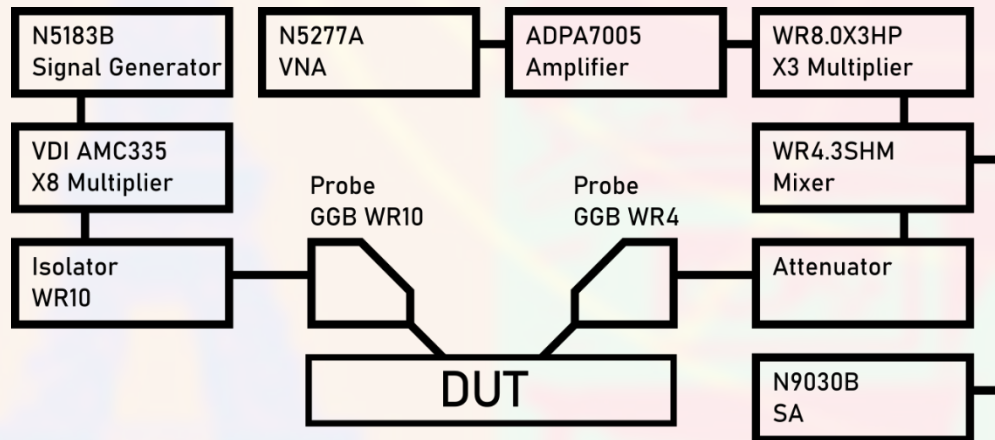 N5183B
Signal Generator
N5277A
VNA
ADPA7005
Amplifier
WR8.0X3HP
X3 Multiplier
VDI AMC335
X8 Multiplier
WR4.3SHM
Mixer
Probe
GGB WR10
Probe
GGB WR4
Isolator
WR10
Attenuator
DUT
N9030B
SA